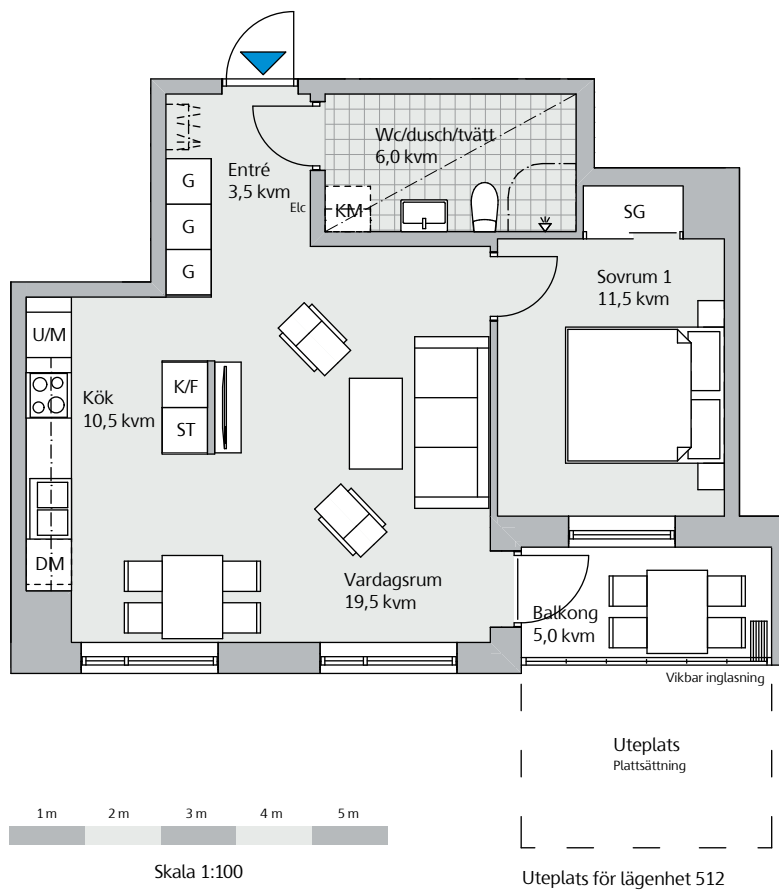 Wc/dusch/tvätt
6,0 kvm
Entré
3,5 kvm
Elc
KM
G
G
G
SG
Sovrum 1
11,5 kvm
U/M
K/F
ST
Kök
10,5 kvm
DM
Vardagsrum
19,5 kvm
Balkong
5,0 kvm
Vikbar inglasning
Uteplats
Plattsättning
1 m 2 m 3 m 4 m 5 m
Skala 1:100
Uteplats för lägenhet 512